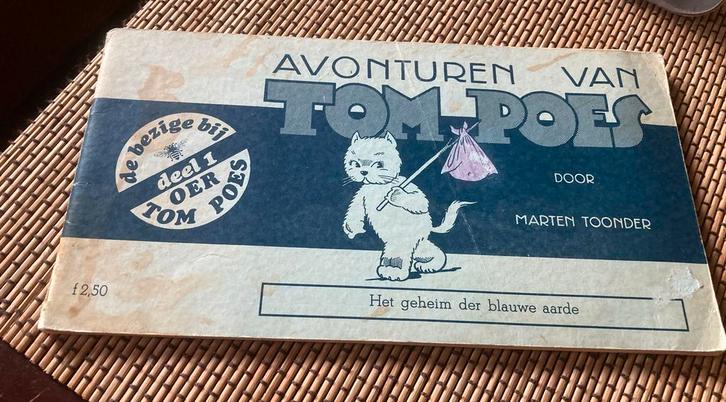 AVONTUREN VAN
TOM POES
de bezige bij
deel 1
OER
TOM POES
DOOR
MARTEN TOONDER
f 2,50
Het geheim der blauwe aarde